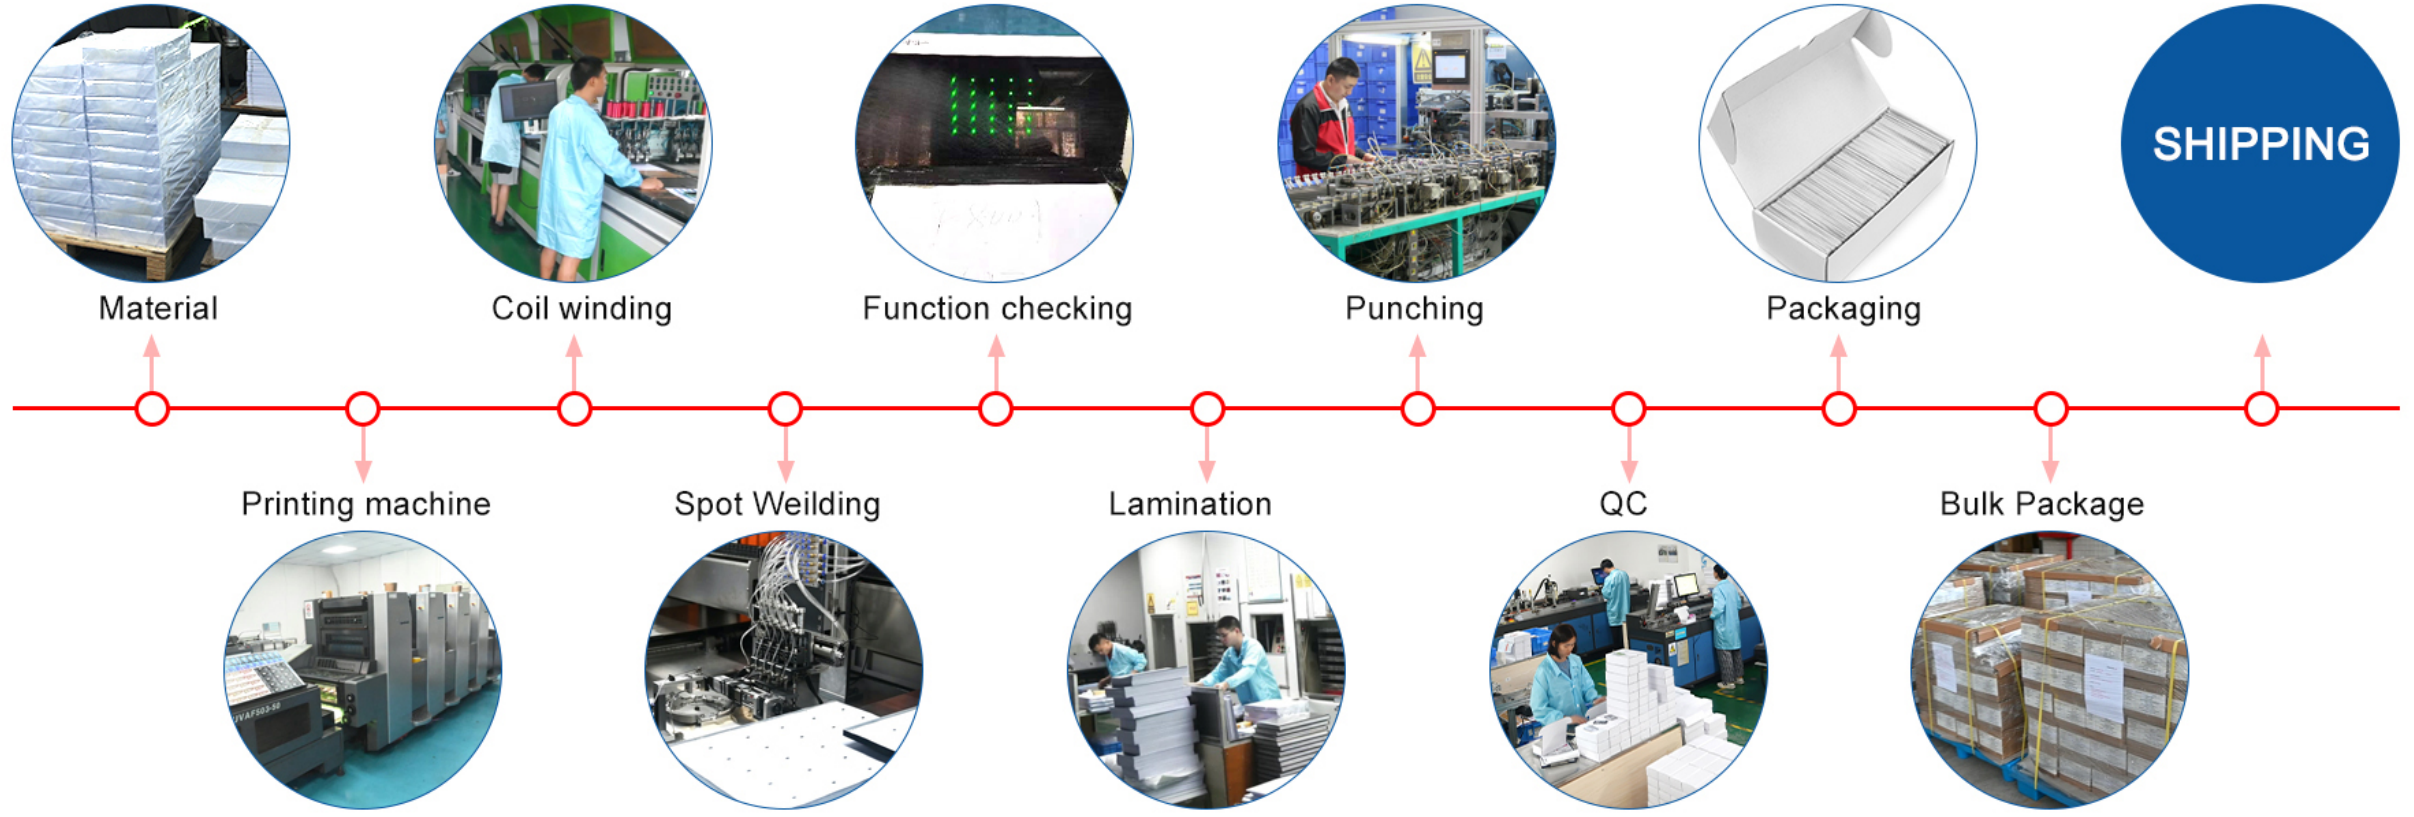 SHIPPING
Material
Coil winding
Function checking
Punching
Packaging
Printing machine
Spot Weilding
Lamination
QC
Bulk Package